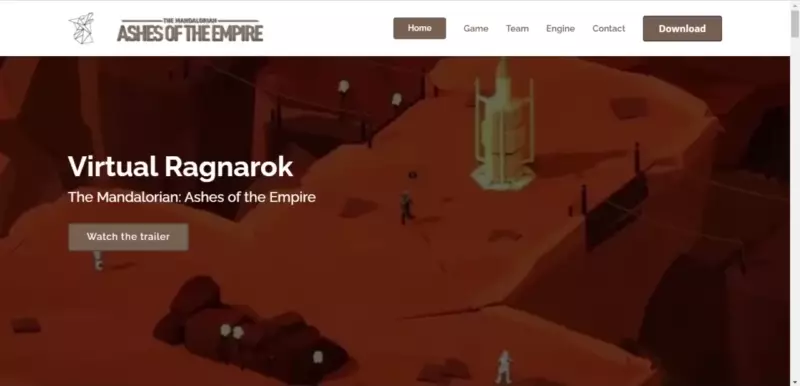 THE MANDALORIAN
ASHES OF THE EMPIRE
Home
Game
Team
Engine
Contact
Download
Virtual Ragnarok
The Mandalorian: Ashes of the Empire
Watch the trailer